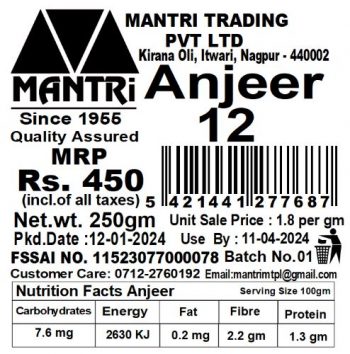 MANTRI TRADING
PVT LTD
Kirana Oli, Itwari, Nagpur - 440002
MANTRi
Anjeer
12
Since 1955
Quality Assured
MRP
Rs. 450
(incl.of all taxes)
5 421441 277687
Net.wt. 250gm
Unit Sale Price : 1.8 per gm
Pkd.Date :12-01-2024 Use By : 11-04-2024
FSSAI NO. 11523077000078 Batch No.01
Customer Care: 0712-2760192 Email:mantrimtpl@gmail.com
Nutrition Facts Anjeer Serving Size 100gm
Carbohydrates Energy Fat Fibre Protein
7.6 mg 2630 KJ 0.2 mg 2.2 gm 1.3 gm